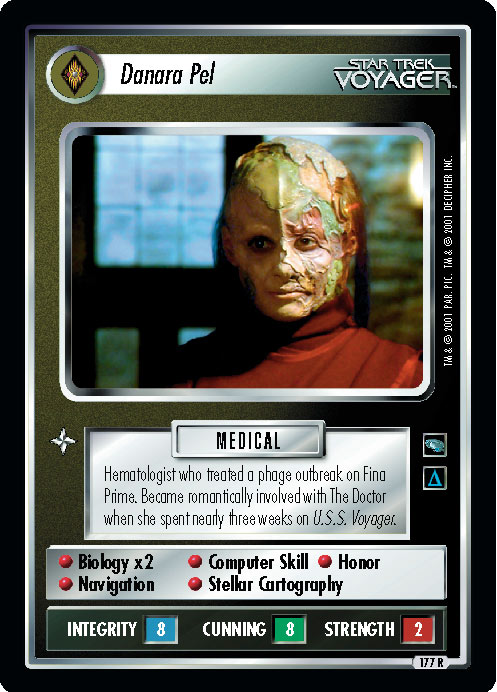 Danara Pel
STAR TREK
VOYAGER™
TM & © 2001 PAR. PIC. TM & © 2001 DECIPHER INC.
MEDICAL
Hematologist who treated a phage outbreak on Fina
Prime. Became romantically involved with The Doctor
when she spent nearly three weeks on U.S.S. Voyager.
Δ
Biology x2 Computer Skill Honor
Navigation Stellar Cartography
INTEGRITY 8 CUNNING 8 STRENGTH 2
177 R